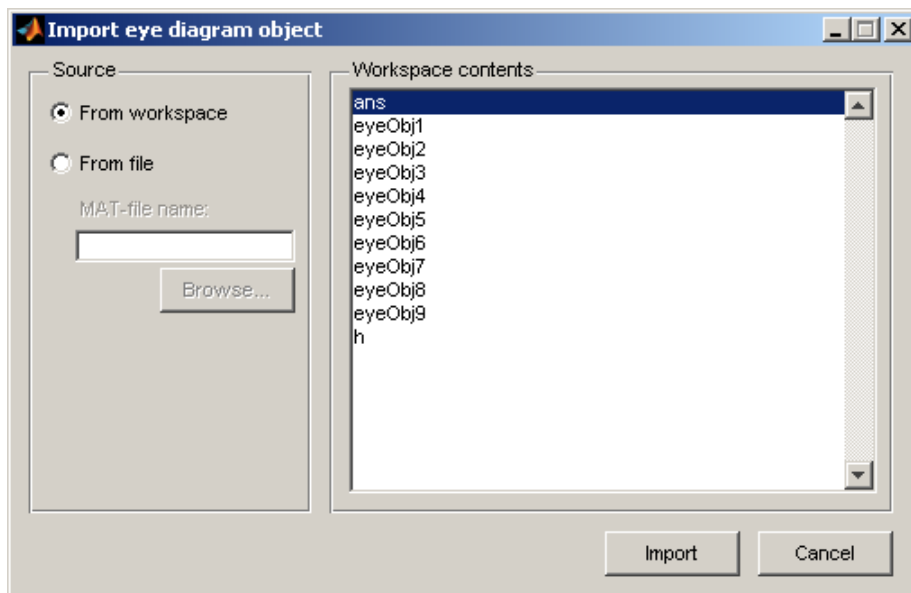 Import eye diagram object
Source
From workspace
From file
MAT-file name:
Browse...
Workspace contents
ans
eyeObj1
eyeObj2
eyeObj3
eyeObj4
eyeObj5
eyeObj6
eyeObj7
eyeObj8
eyeObj9
h
Import
Cancel